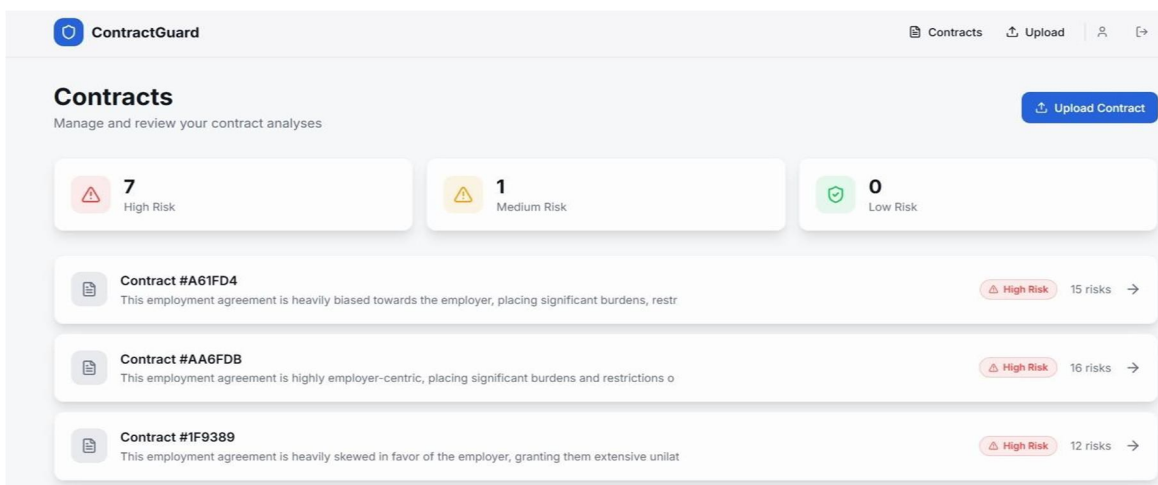 ContractGuard
Contracts
Upload
Contracts
Manage and review your contract analyses
Upload Contract
7
High Risk
1
Medium Risk
0
Low Risk
Contract #A61FD4
This employment agreement is heavily biased towards the employer, placing significant burdens, restr
High Risk
15 risks
Contract #AA6FDB
This employment agreement is highly employer-centric, placing significant burdens and restrictions o
High Risk
16 risks
Contract #1F9389
This employment agreement is heavily skewed in favor of the employer, granting them extensive unilat
High Risk
12 risks